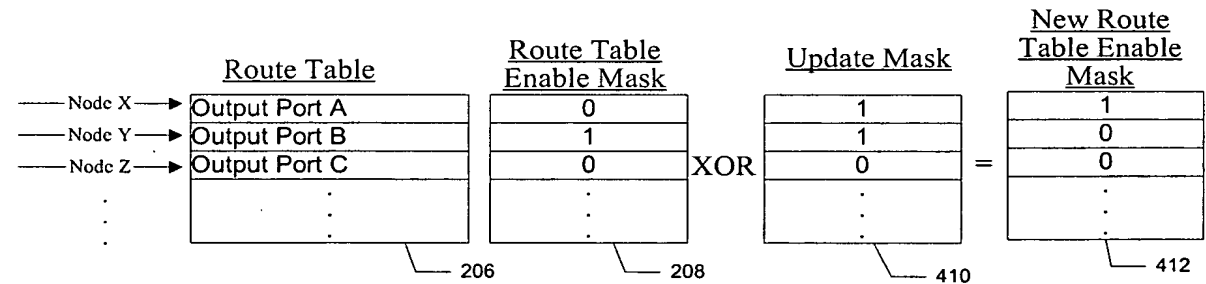 Route Table
Route Table
Enable Mask
Update Mask
New Route
Table Enable
Mask
Node X
Output Port A
0
1
1
Node Y
Output Port B
1
1
0
Node Z
Output Port C
0
XOR
0
=
0
206
208
410
412